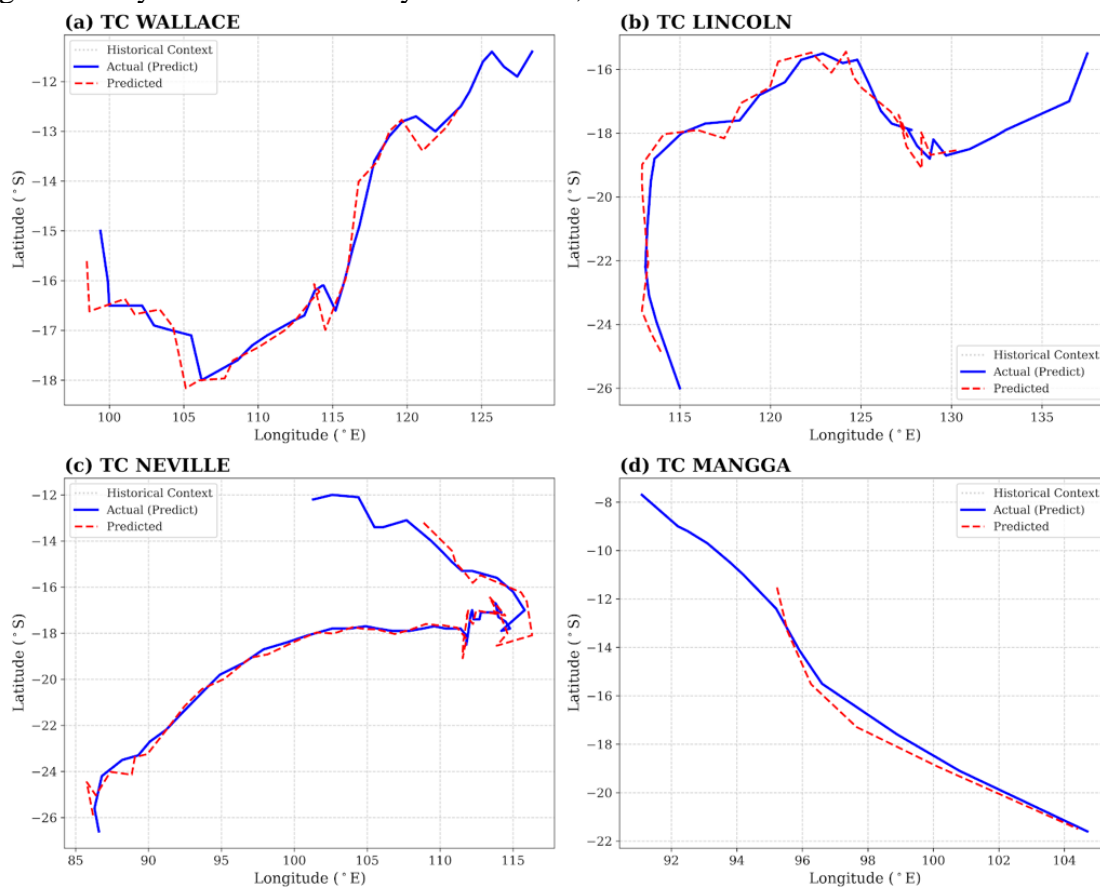 (a) TC WALLACE
Historical Context
Actual (Predict)
Predicted
−12
−13
−14
−15
−16
−17
−18
Latitude (°S)
100
105
110
115
120
125
Longitude (°E)
(b) TC LINCOLN
−16
−18
−20
−22
−24
−26
Latitude (°S)
Historical Context
Actual (Predict)
Predicted
115
120
125
130
135
Longitude (°E)
(c) TC NEVILLE
Historical Context
Actual (Predict)
Predicted
−12
−14
−16
−18
−20
−22
−24
−26
Latitude (°S)
85
90
95
100
105
110
115
Longitude (°E)
(d) TC MANGGA
Historical Context
Actual (Predict)
Predicted
−8
−10
−12
−14
−16
−18
−20
−22
Latitude (°S)
92
94
96
98
100
102
104
Longitude (°E)